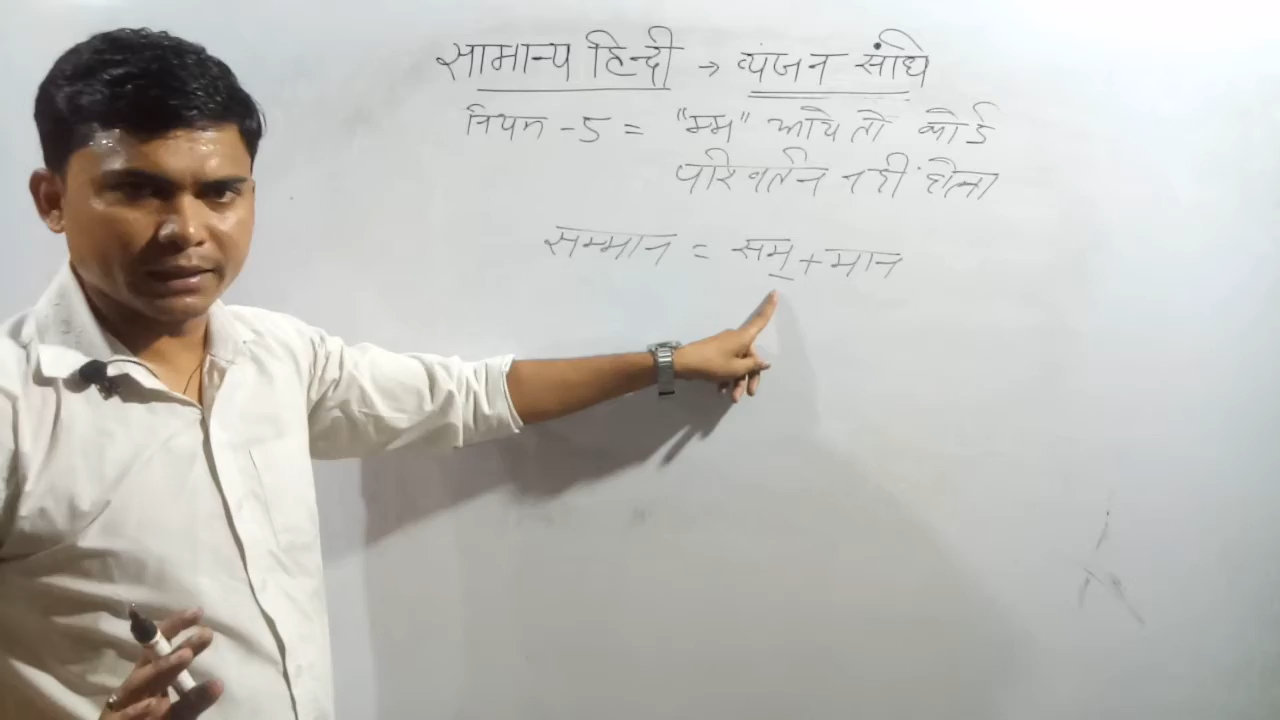 सामान्य हिन्दी → व्यंजन संधि
नियम - 5 = "म्म" आये तो कोई
परिवर्तन नहीं होता
सम्मान = सम् + मान